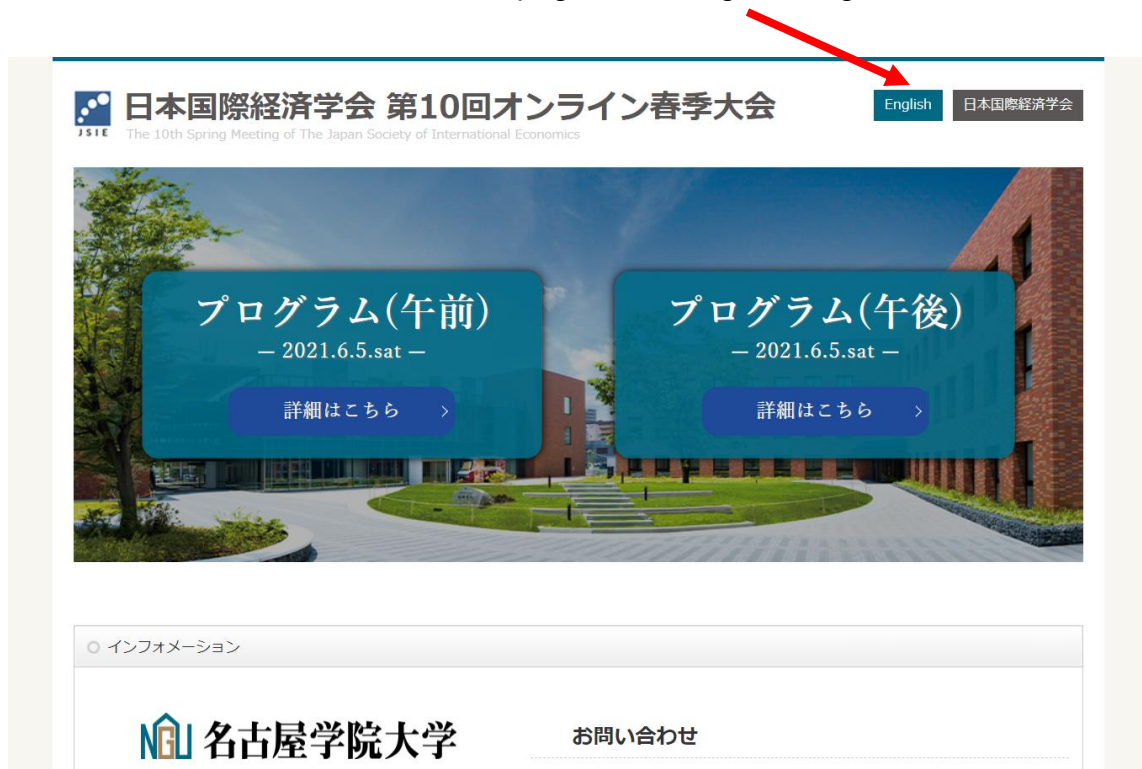 日本国際経済学会 第10回オンライン春季大会
The 10th Spring Meeting of The Japan Society of International Economics
JSIE
English
日本国際経済学会
プログラム(午前)
— 2021.6.5.sat —
詳細はこちら >
プログラム(午後)
— 2021.6.5.sat —
詳細はこちら >
インフォメーション
NGU 名古屋学院大学
お問い合わせ